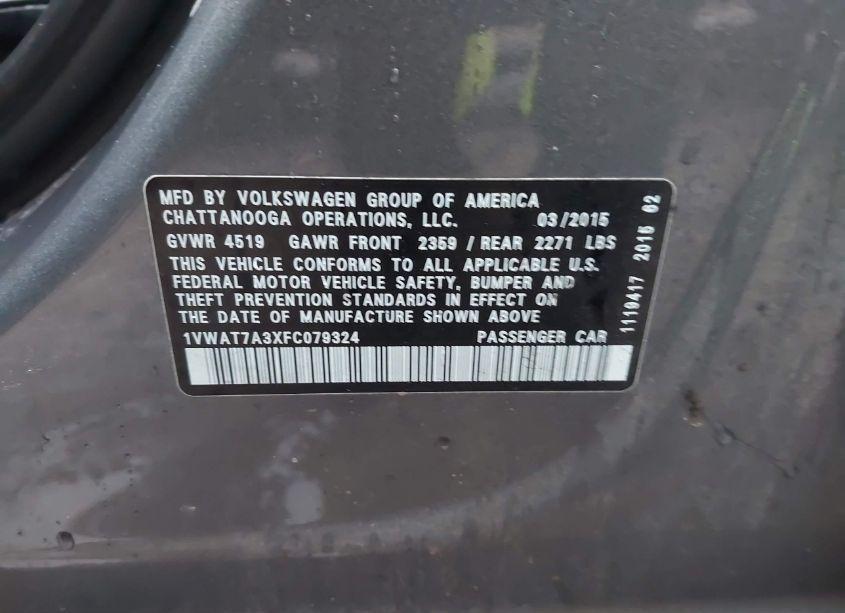 MFD BY VOLKSWAGEN GROUP OF AMERICA
CHATTANOOGA OPERATIONS, LLC. 03/2015
GVWR 4519 GAWR FRONT 2359 / REAR 2271 LBS
THIS VEHICLE CONFORMS TO ALL APPLICABLE U.S.
FEDERAL MOTOR VEHICLE SAFETY, BUMPER AND
THEFT PREVENTION STANDARDS IN EFFECT ON
THE DATE OF MANUFACTURE SHOWN ABOVE
1VWAT7A3XFC079324 PASSENGER CAR
1110417 2015 62